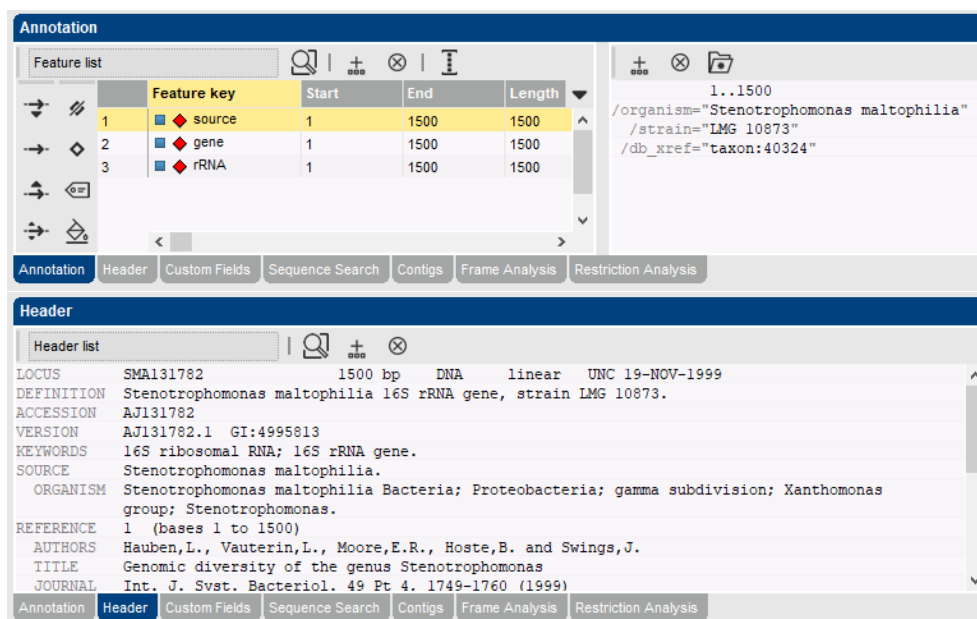 Annotation
Feature list
Feature key Start End Length
1 source 1 1500 1500
2 gene 1 1500 1500
3 rRNA 1 1500 1500
1..1500
/organism="Stenotrophomonas maltophilia"
/strain="LMG 10873"
/db_xref="taxon:40324"
Annotation Header Custom Fields Sequence Search Contigs Frame Analysis Restriction Analysis
Header
Header list
LOCUS SMA131782 1500 bp DNA linear UNC 19-NOV-1999
DEFINITION Stenotrophomonas maltophilia 16S rRNA gene, strain LMG 10873.
ACCESSION AJ131782
VERSION AJ131782.1 GI:4995813
KEYWORDS 16S ribosomal RNA; 16S rRNA gene.
SOURCE Stenotrophomonas maltophilia.
ORGANISM Stenotrophomonas maltophilia Bacteria; Proteobacteria; gamma subdivision; Xanthomonas
group; Stenotrophomonas.
REFERENCE 1 (bases 1 to 1500)
AUTHORS Hauben,L., Vauterin,L., Moore,E.R., Hoste,B. and Swings,J.
TITLE Genomic diversity of the genus Stenotrophomonas
JOURNAL Int. J. Syst. Bacteriol. 49 Pt 4, 1749-1760 (1999)
Annotation Header Custom Fields Sequence Search Contigs Frame Analysis Restriction Analysis